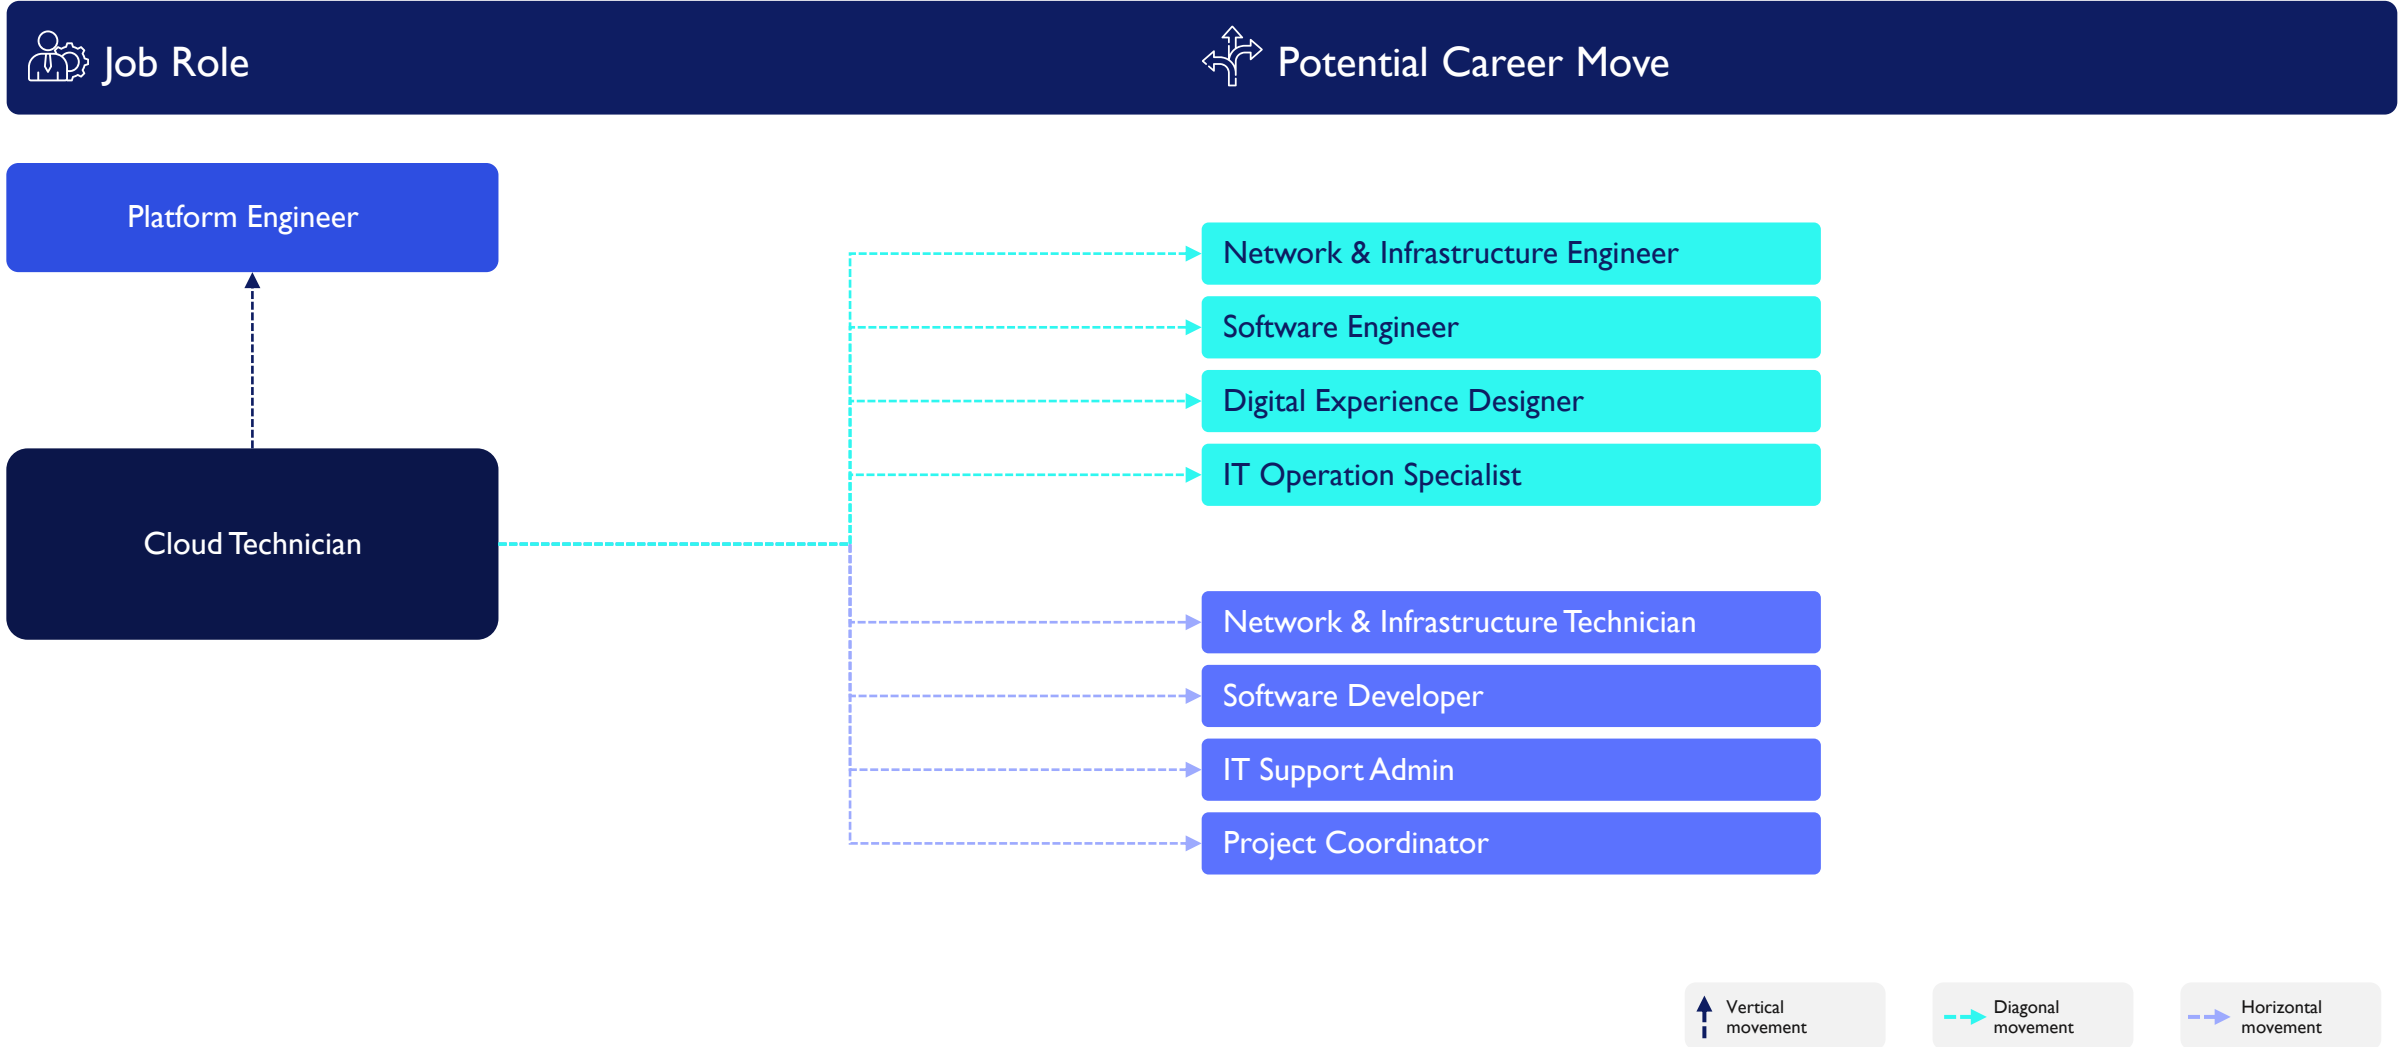 Job Role
Potential Career Move
Platform Engineer
Network & Infrastructure Engineer
Software Engineer
Digital Experience Designer
IT Operation Specialist
Cloud Technician
Network & Infrastructure Technician
Software Developer
IT Support Admin
Project Coordinator
Vertical
movement
Diagonal
movement
Horizontal
movement